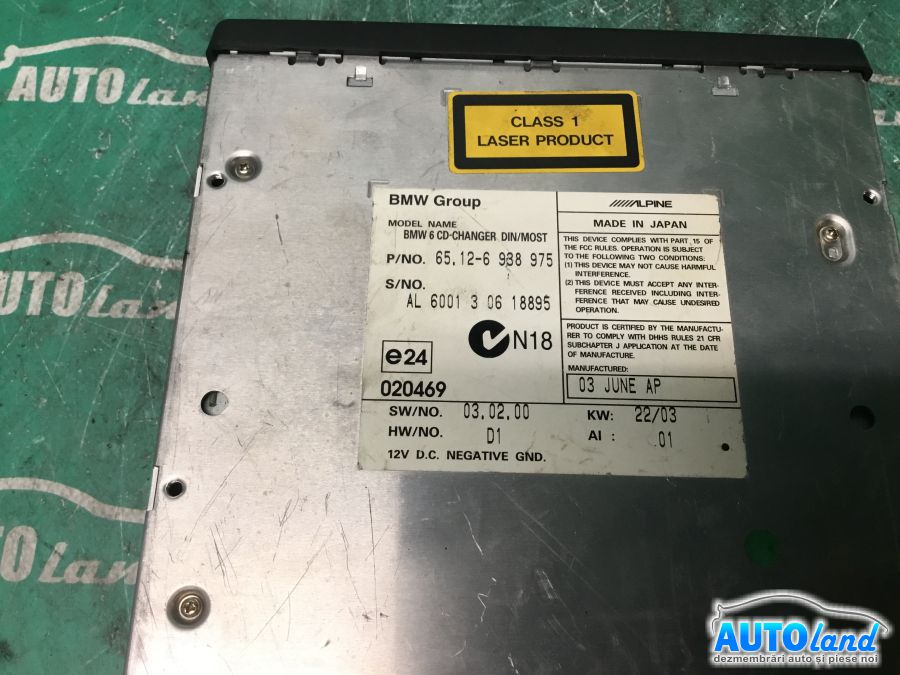 AUTOland
CLASS 1
LASER PRODUCT
BMW Group
MODEL NAME
BMW 6 CD-CHANGER DIN/MOST
P/NO. 65.12-6 938 975
S/NO.
AL 6001 3 06 18895
N18
e24
020469
ALPINE
MADE IN JAPAN
THIS DEVICE COMPLIES WITH PART 15 OF
THE FCC RULES. OPERATION IS SUBJECT
TO THE FOLLOWING TWO CONDITIONS:
(1) THIS DEVICE MAY NOT CAUSE HARMFUL
INTERFERENCE.
(2) THIS DEVICE MUST ACCEPT ANY INTER-
FERENCE RECEIVED INCLUDING INTER-
FERENCE THAT MAY CAUSE UNDESIRED
OPERATION.
PRODUCT IS CERTIFIED BY THE MANUFACTU-
RER TO COMPLY WITH DHHS RULES 21 CFR
SUBCHAPTER J APPLICATION AT THE DATE
OF MANUFACTURE.
MANUFACTURED:
03 JUNE AP
SW/NO. 03.02.00
KW: 22/03
HW/NO. D1
AI : 01
12V D.C. NEGATIVE GND.
AUTOland
AUTOland
AUTOland
dezmembrări auto și piese noi